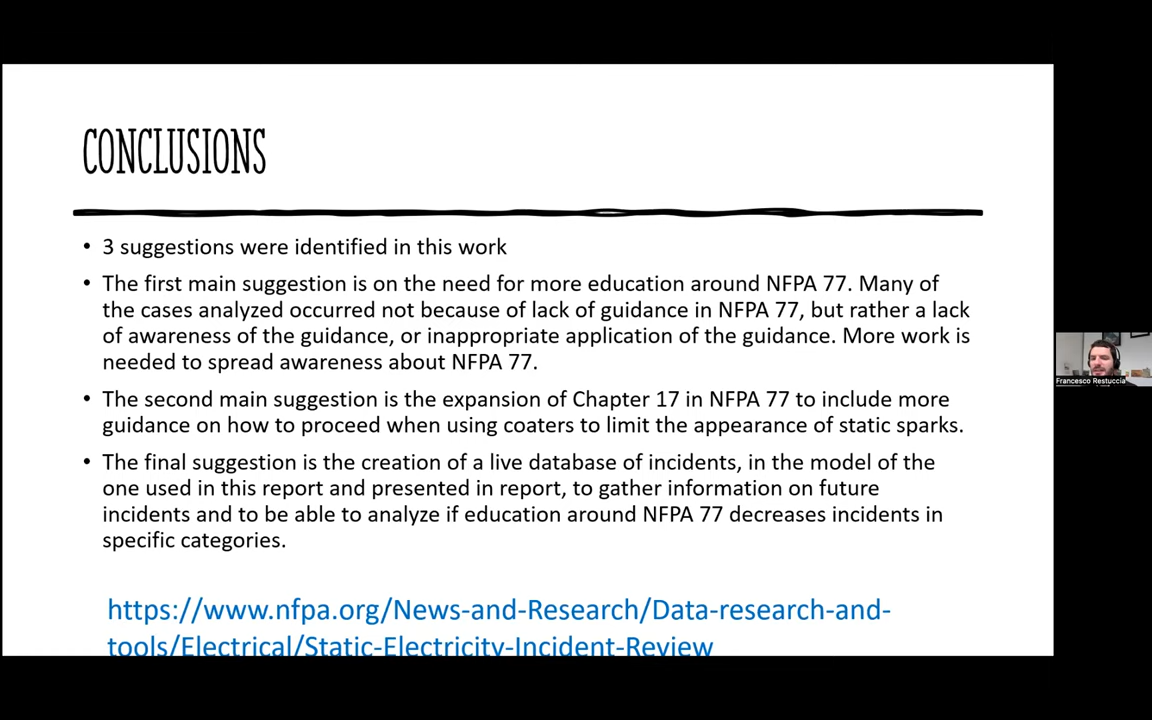 CONCLUSIONS
• 3 suggestions were identified in this work
• The first main suggestion is on the need for more education around NFPA 77. Many of
the cases analyzed occurred not because of lack of guidance in NFPA 77, but rather a lack
of awareness of the guidance, or inappropriate application of the guidance. More work is
needed to spread awareness about NFPA 77.
• The second main suggestion is the expansion of Chapter 17 in NFPA 77 to include more
guidance on how to proceed when using coaters to limit the appearance of static sparks.
• The final suggestion is the creation of a live database of incidents, in the model of the
one used in this report and presented in report, to gather information on future
incidents and to be able to analyze if education around NFPA 77 decreases incidents in
specific categories.
https://www.nfpa.org/News-and-Research/Data-research-and-
tools/Electrical/Static-Electricity-Incident-Review
Francesco Restuccia